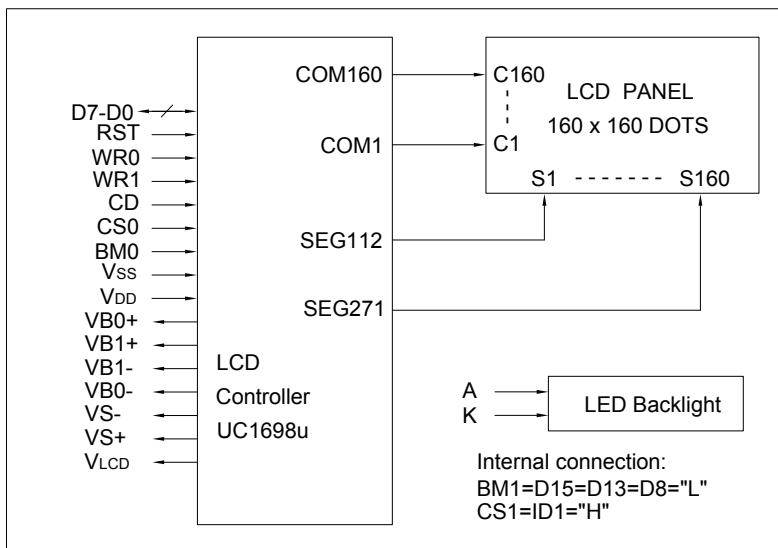 COM160
C160
LCD PANEL
160 x 160 DOTS
D7-D0
RST
COM1
C1
WR0
WR1
S1
S160
CD
CS0
BM0
SEG112
VSS
VDD
SEG271
VB0+
VB1+
VB1-
VB0-
VS-
VS+
VLCD
LCD
Controller
UC1698u
A
K
LED Backlight
Internal connection:
BM1=D15=D13=D8="L"
CS1=ID1="H"